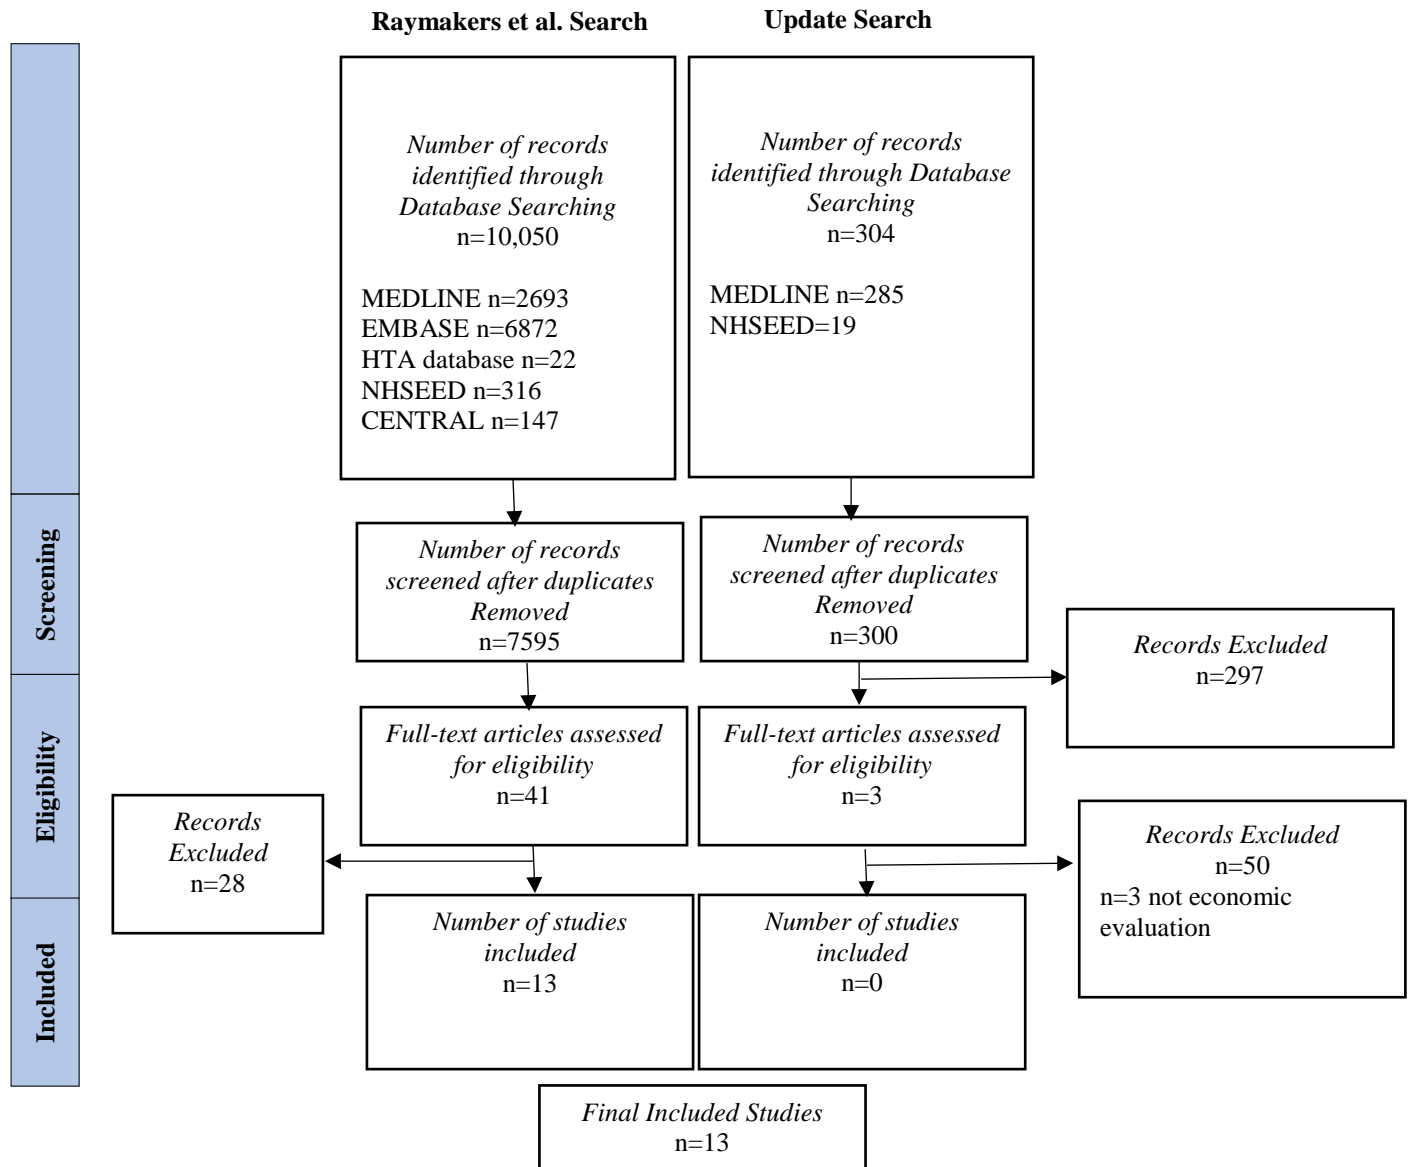 Raymakers et al. Search
Update Search
Number of records
identified through
Database Searching
n=10,050
MEDLINE n=2693
EMBASE n=6872
HTA database n=22
NHSEED n=316
CENTRAL n=147
Number of records
identified through Database
Searching
n=304
MEDLINE n=285
NHSEED=19
Screening
Number of records
screened after duplicates
Removed
n=7595
Number of records
screened after duplicates
Removed
n=300
Records Excluded
n=297
Eligibility
Full-text articles assessed
for eligibility
n=41
Full-text articles assessed
for eligibility
n=3
Records
Excluded
n=28
Records Excluded
n=50
n=3 not economic
evaluation
Included
Number of studies
included
n=13
Number of studies
included
n=0
Final Included Studies
n=13